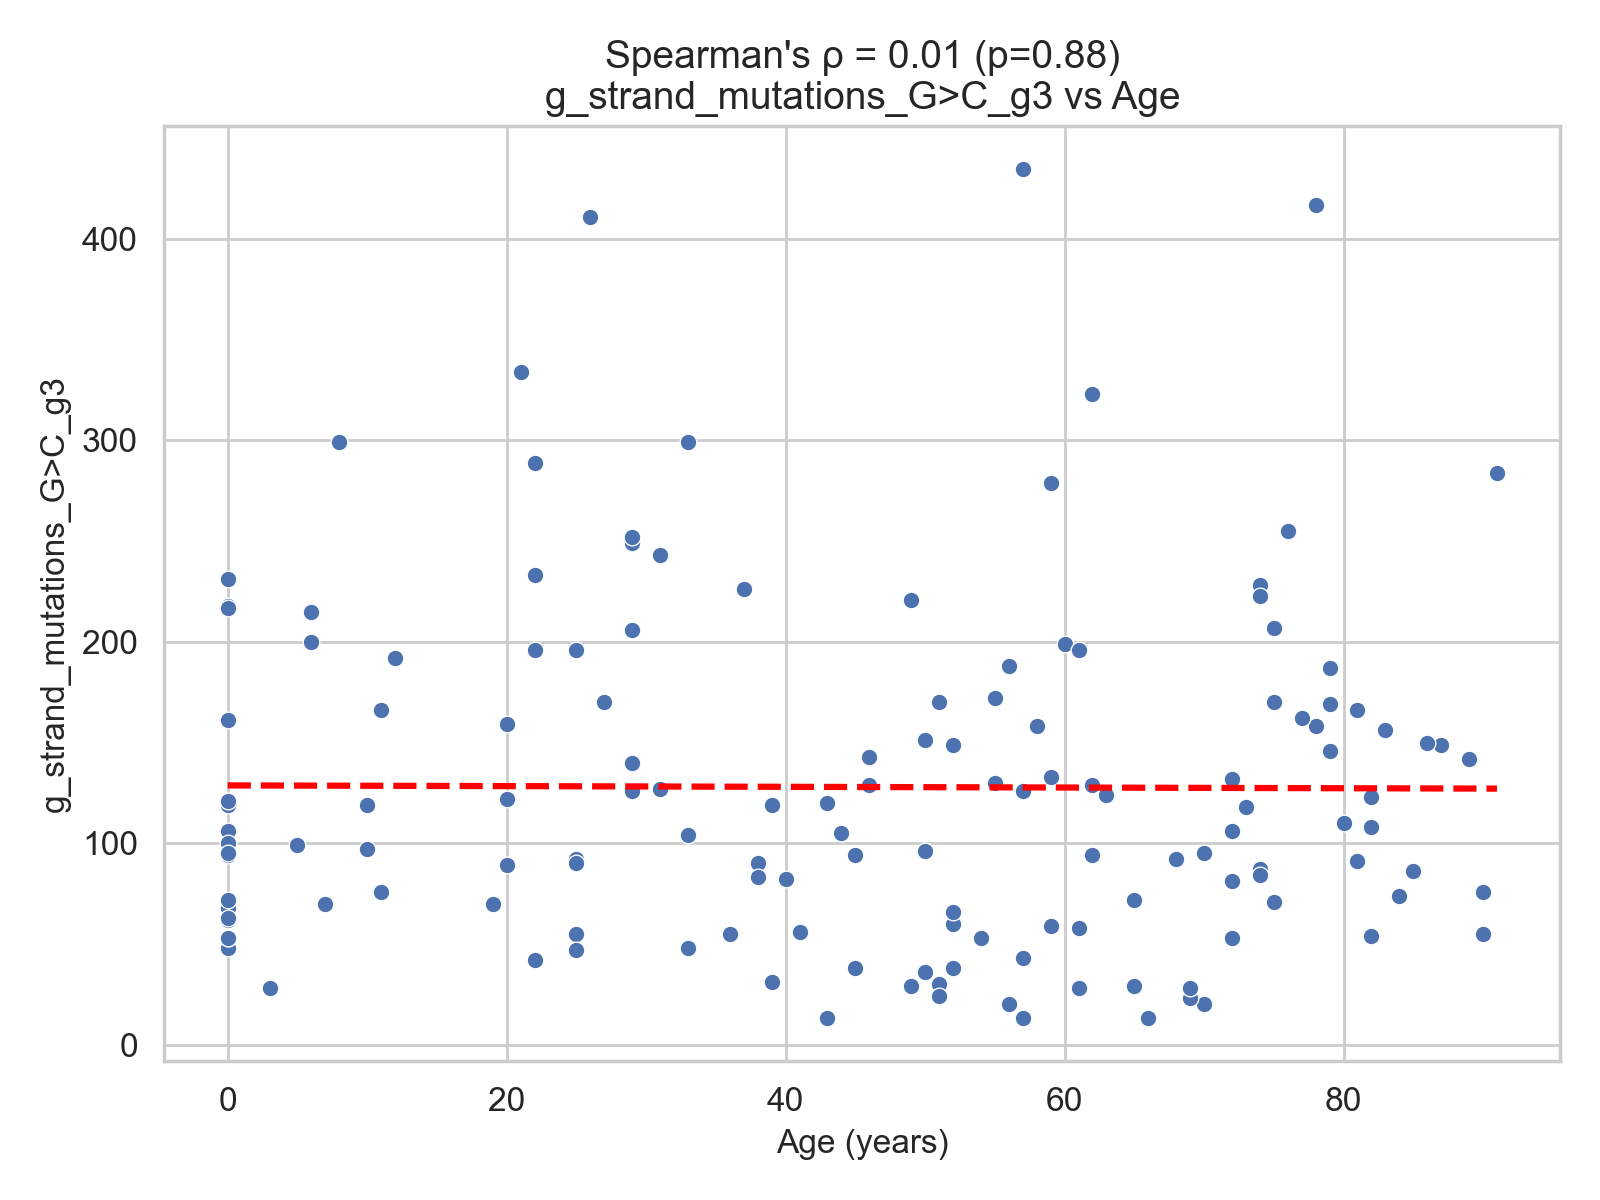 Spearman's ρ = 0.01 (p=0.88)
g_strand_mutations_G>C_g3 vs Age
g_strand_mutations_G>C_g3
400
300
200
100
0
0 20 40 60 80
Age (years)